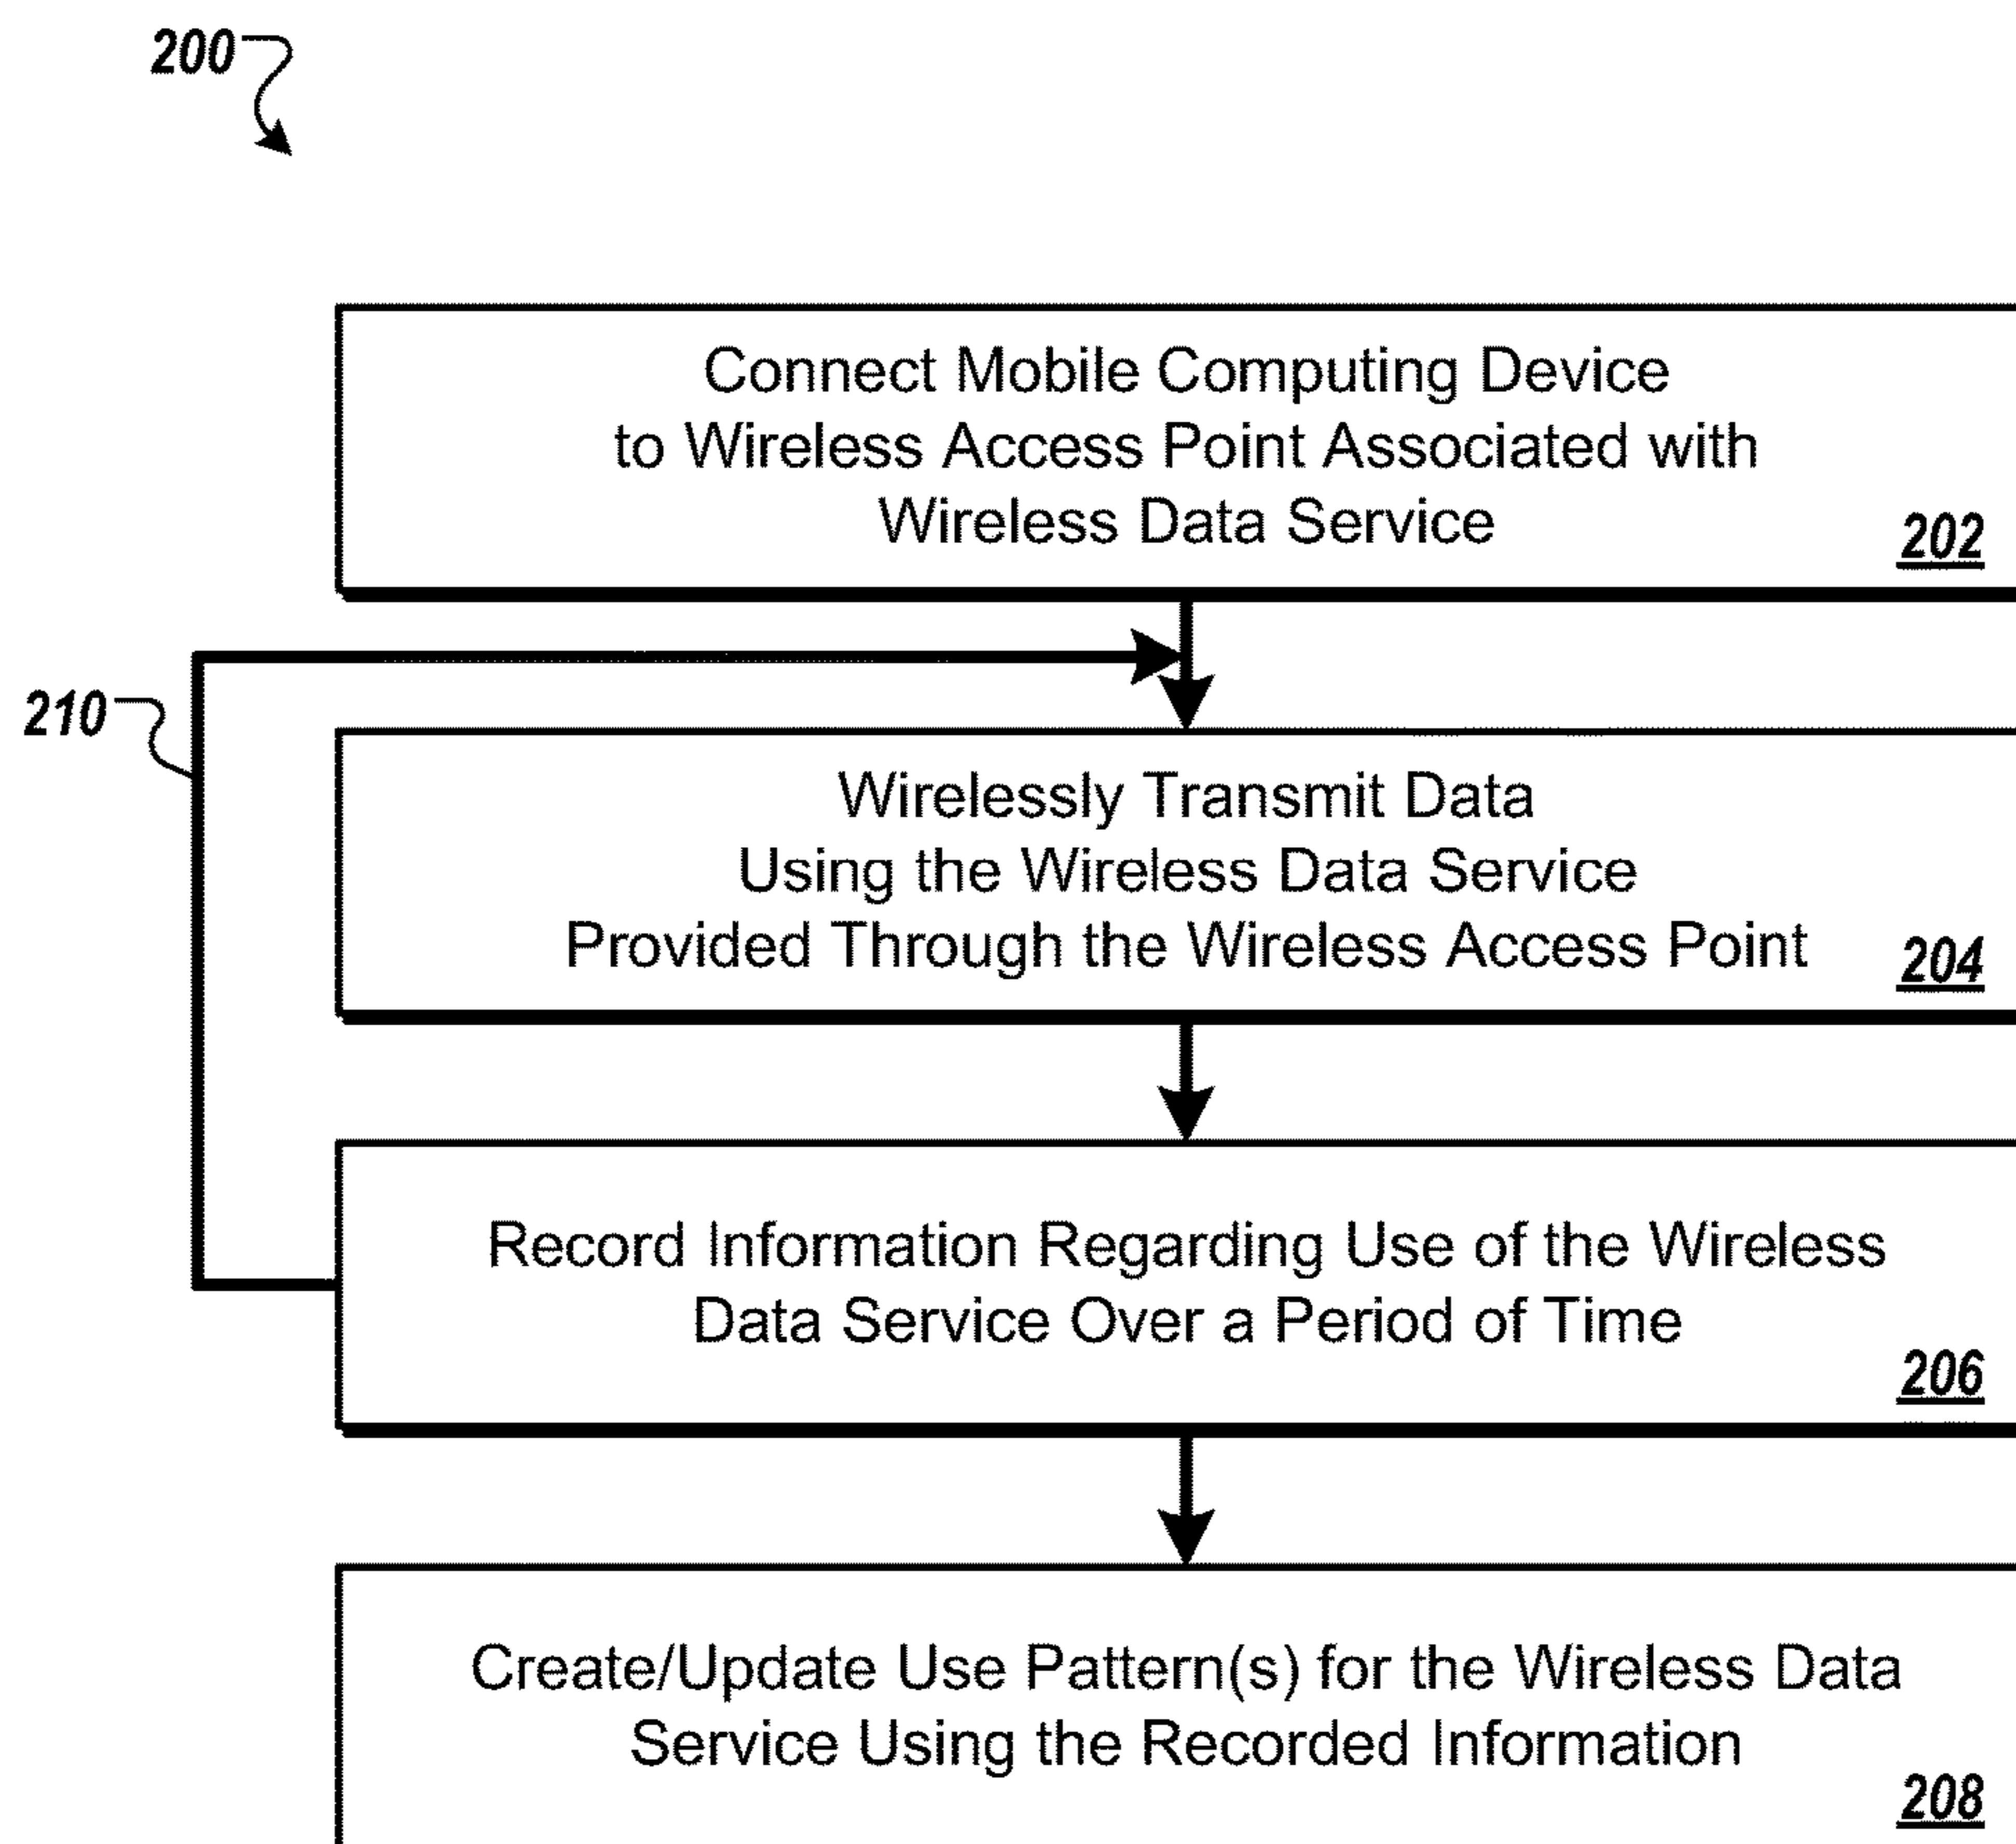 200
Connect Mobile Computing Device
to Wireless Access Point Associated with
Wireless Data Service
202
210
Wirelessly Transmit Data
Using the Wireless Data Service
Provided Through the Wireless Access Point
204
Record Information Regarding Use of the Wireless
Data Service Over a Period of Time
206
Create/Update Use Pattern(s) for the Wireless Data
Service Using the Recorded Information
208